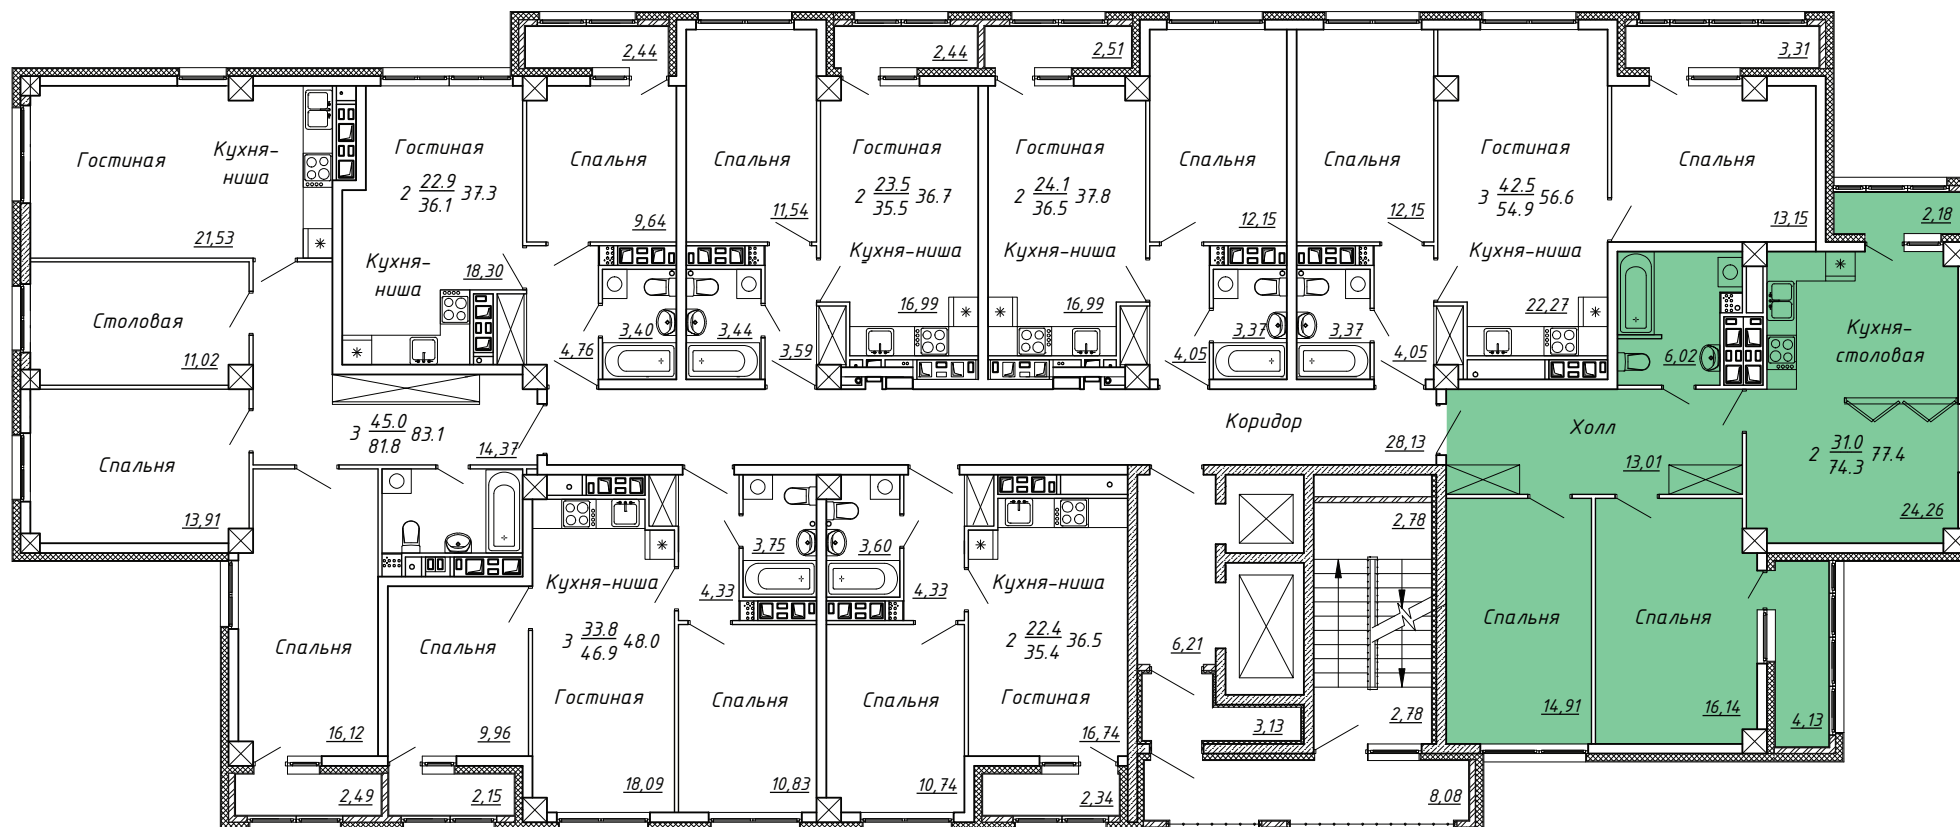 2,44
2,44
2,51
3,31
Гостиная
Кухня-
ниша
21,53
Столовая
11,02
Спальня
13,91
3 45.0 83.1
81.8
14,37
Гостиная
2 22.9 37.3
36.1
Кухня-
ниша
18,30
Спальня
9,64
3,40
4,76
Спальня
11,54
3,44
3,59
Гостиная
2 23.5 36.7
35.5
Кухня-ниша
16,99
Гостиная
2 24.1 37.8
36.5
Кухня-ниша
16,99
Спальня
12,15
3,37
4,05
Спальня
12,15
3,37
4,05
Гостиная
3 42.5 56.6
54.9
Кухня-ниша
22,27
Спальня
13,15
2,18
6,02
Кухня-
столовая
2 31.0 77.4
74.3
24,26
Холл
13,01
Коридор
28,13
Спальня
16,12
2,49
Спальня
9,96
2,15
Кухня-ниша
3 33.8 48.0
46.9
Гостиная
18,09
3,75
4,33
Спальня
10,83
3,60
4,33
Спальня
10,74
Кухня-ниша
2 22.4 36.5
35.4
Гостиная
16,74
2,34
6,21
3,13
2,78
2,78
8,08
Спальня
14,91
Спальня
16,14
4,13